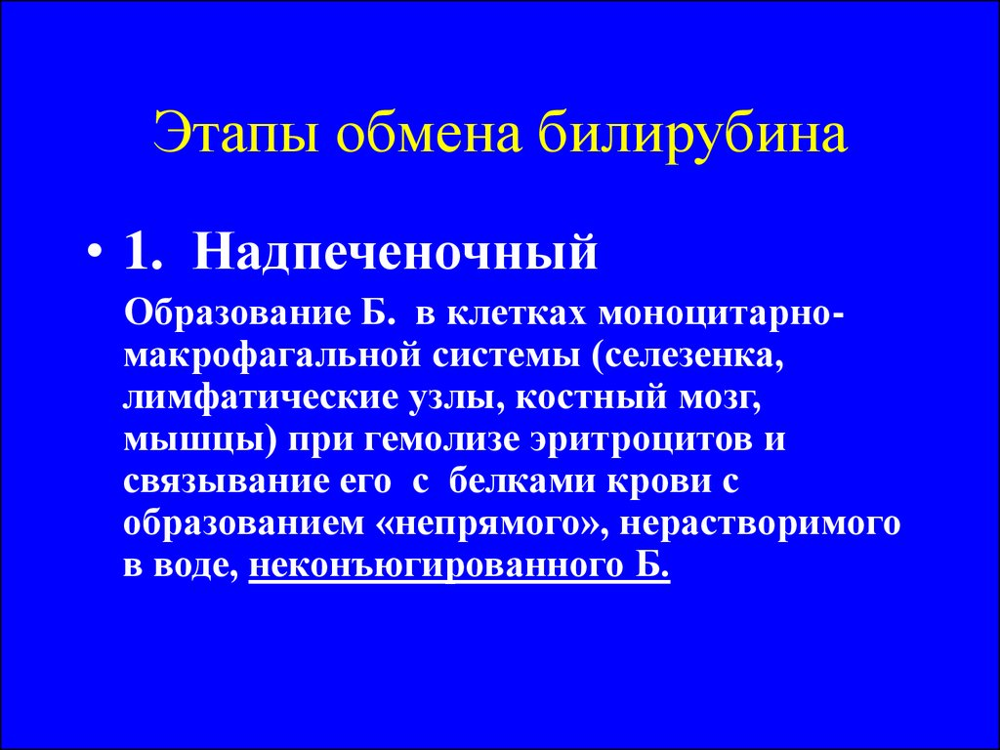 Этапы обмена билирубина
• 1.  Надпеченочный
Образование Б.  в клетках моноцитарно-
макрофагальной системы (селезенка,
лимфатические узлы, костный мозг,
мышцы) при гемолизе эритроцитов и
связывание его  с  белками крови с
образованием «непрямого», нерастворимого
в воде, неконъюгированного Б.